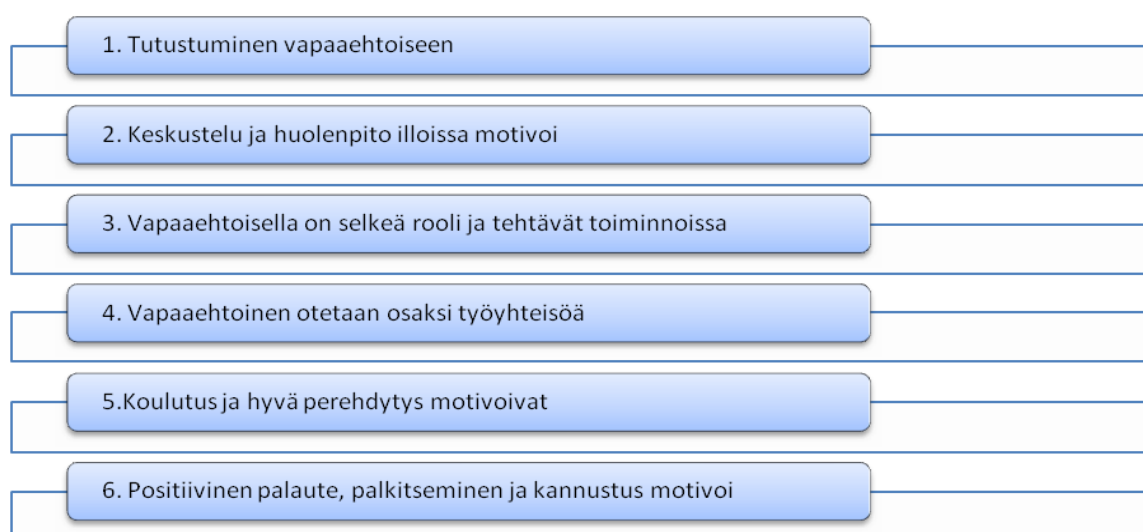 1. Tutustuminen vapaaehtoiseen
2. Keskustelu ja huolenpito illoissa motivoi
3. Vapaaehtoisella on selkeä rooli ja tehtävät toiminnoissa
4. Vapaaehtoinen otetaan osaksi työyhteisöä
5.Koulutus ja hyvä perehdytys motivoivat
6. Positiivinen palaute, palkitseminen ja kannustus motivoi